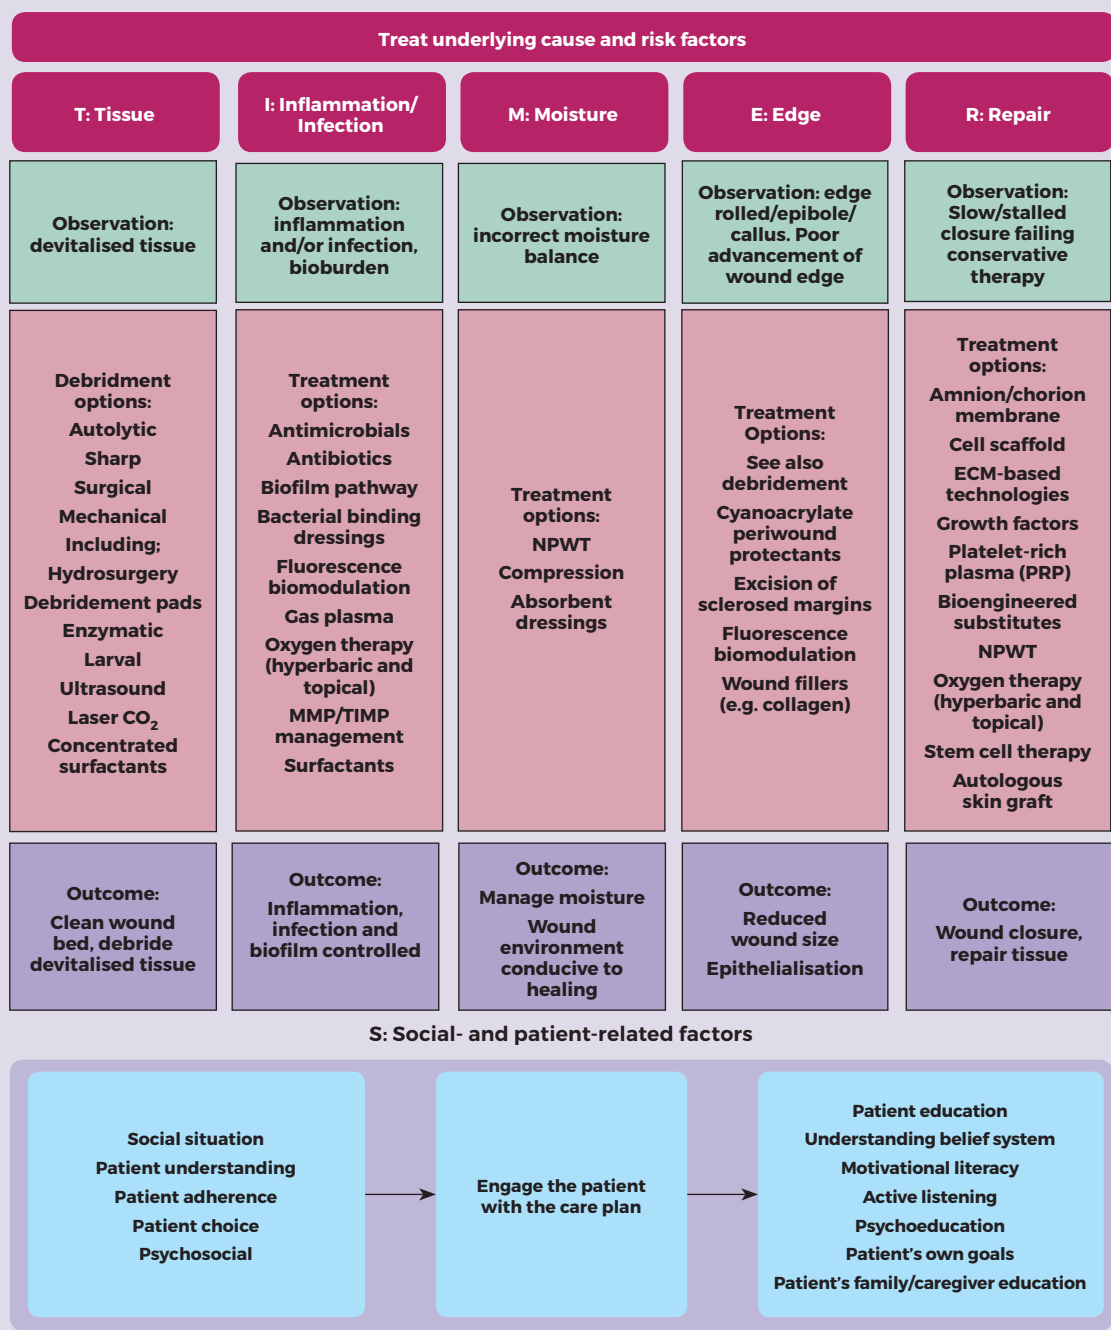 Treat underlying cause and risk factors
T: Tissue
I: Inflammation/
Infection
M: Moisture
E: Edge
R: Repair
Observation:
devitalised tissue
Observation:
inflammation
and/or infection,
bioburden
Observation:
incorrect moisture
balance
Observation: edge
rolled/epibole/
callus. Poor
advancement of
wound edge
Observation:
Slow/stalled
closure failing
conservative
therapy
Debridment
options:
Autolytic
Sharp
Surgical
Mechanical
Including;
Hydrosurgery
Debridement pads
Enzymatic
Larval
Ultrasound
Laser CO2
Concentrated
surfactants
Treatment
options:
Antimicrobials
Antibiotics
Biofilm pathway
Bacterial binding
dressings
Fluorescence
biomodulation
Gas plasma
Oxygen therapy
(hyperbaric and
topical)
MMP/TIMP
management
Surfactants
Treatment
options:
NPWT
Compression
Absorbent
dressings
Treatment
Options:
See also
debridement
Cyanoacrylate
periwound
protectants
Excision of
sclerosed margins
Fluorescence
biomodulation
Wound fillers
(e.g. collagen)
Treatment
options:
Amnion/chorion
membrane
Cell scaffold
ECM-based
technologies
Growth factors
Platelet-rich
plasma (PRP)
Bioengineered
substitutes
NPWT
Oxygen therapy
(hyperbaric and
topical)
Stem cell therapy
Autologous
skin graft
Outcome:
Clean wound
bed, debride
devitalised tissue
Outcome:
Inflammation,
infection and
biofilm controlled
Outcome:
Manage moisture
Wound
environment
conducive to
healing
Outcome:
Reduced
wound size
Epithelialisation
Outcome:
Wound closure,
repair tissue
S: Social- and patient-related factors
Social situation
Patient understanding
Patient adherence
Patient choice
Psychosocial
Engage the patient
with the care plan
Patient education
Understanding belief system
Motivational literacy
Active listening
Psychoeducation
Patient's own goals
Patient's family/caregiver education